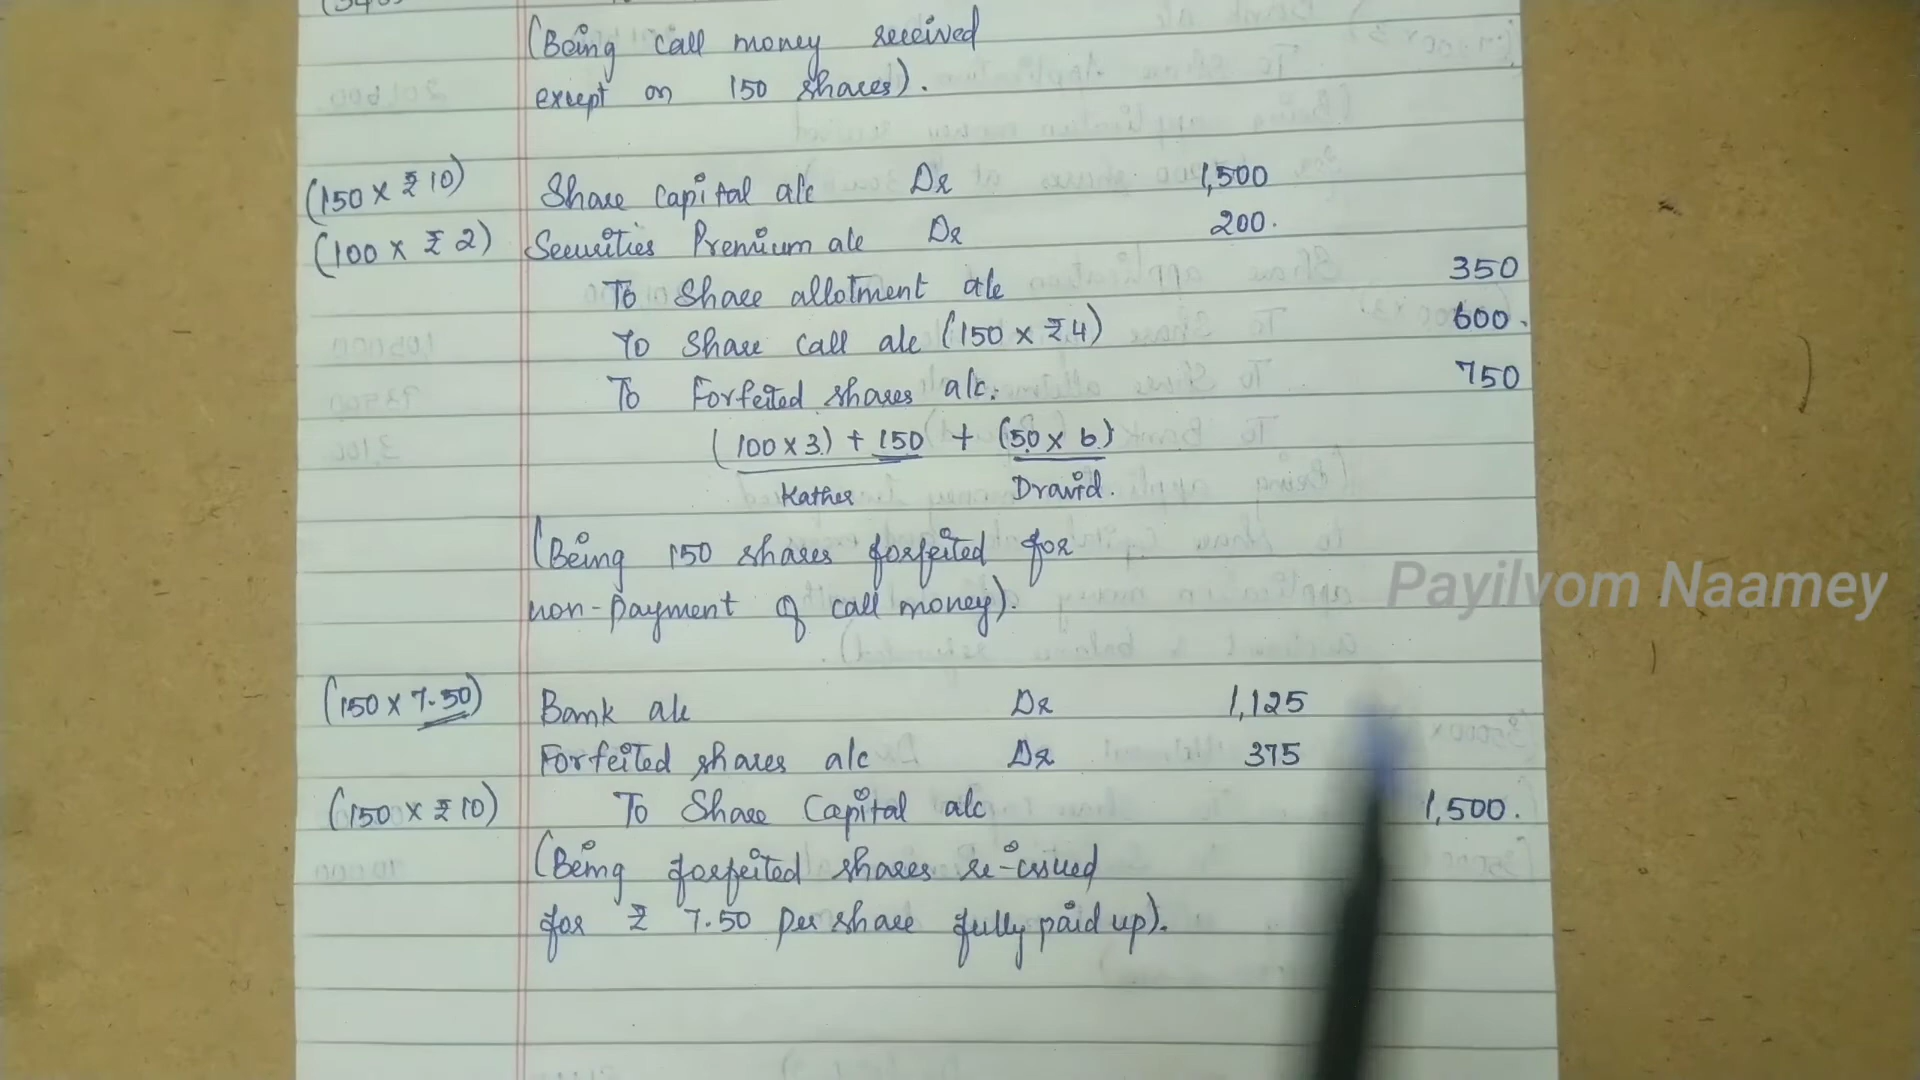 (Being call money received
except on 150 shares).
(150 x ₹ 10) Share capital a/c Dr 1,500
(100 x ₹ 2) Securities Premium a/c Dr 200.
To Share allotment a/c 350
To Share call a/c (150 x ₹ 4) 600.
To Forfeited shares a/c. 750
(100 x 3) + 150 + (50 x 6)
Kather Dravid.
(Being 150 shares forfeited for
non-payment of call money).
Payilvom Naamey
(150 x 7.50) Bank a/c Dr 1,125
Forfeited shares a/c Dr 375
(150 x ₹ 10) To Share Capital a/c 1,500.
(Being forfeited shares re-issued
for ₹ 7.50 per share fully paid up).